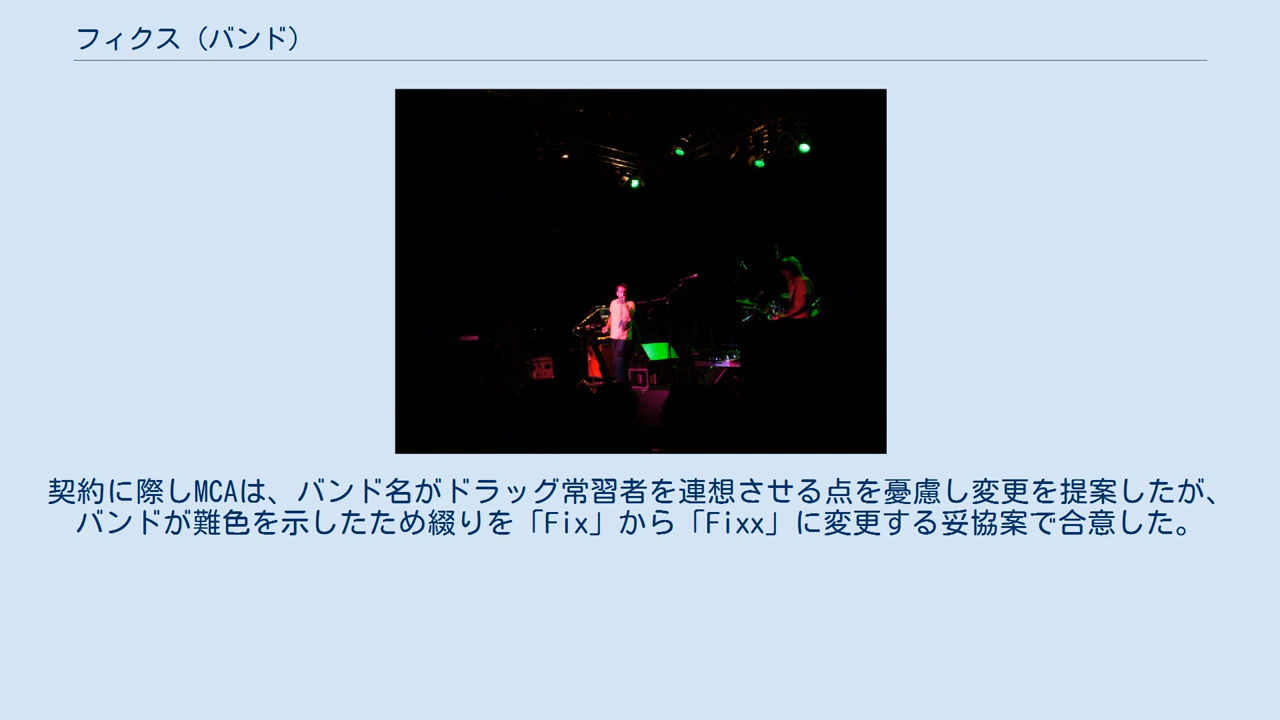 フィクス（バンド）
契約に際しMCAは、バンド名がドラッグ常習者を連想させる点を憂慮し変更を提案したが、
バンドが難色を示したため綴りを「Fix」から「Fixx」に変更する妥協案で合意した。